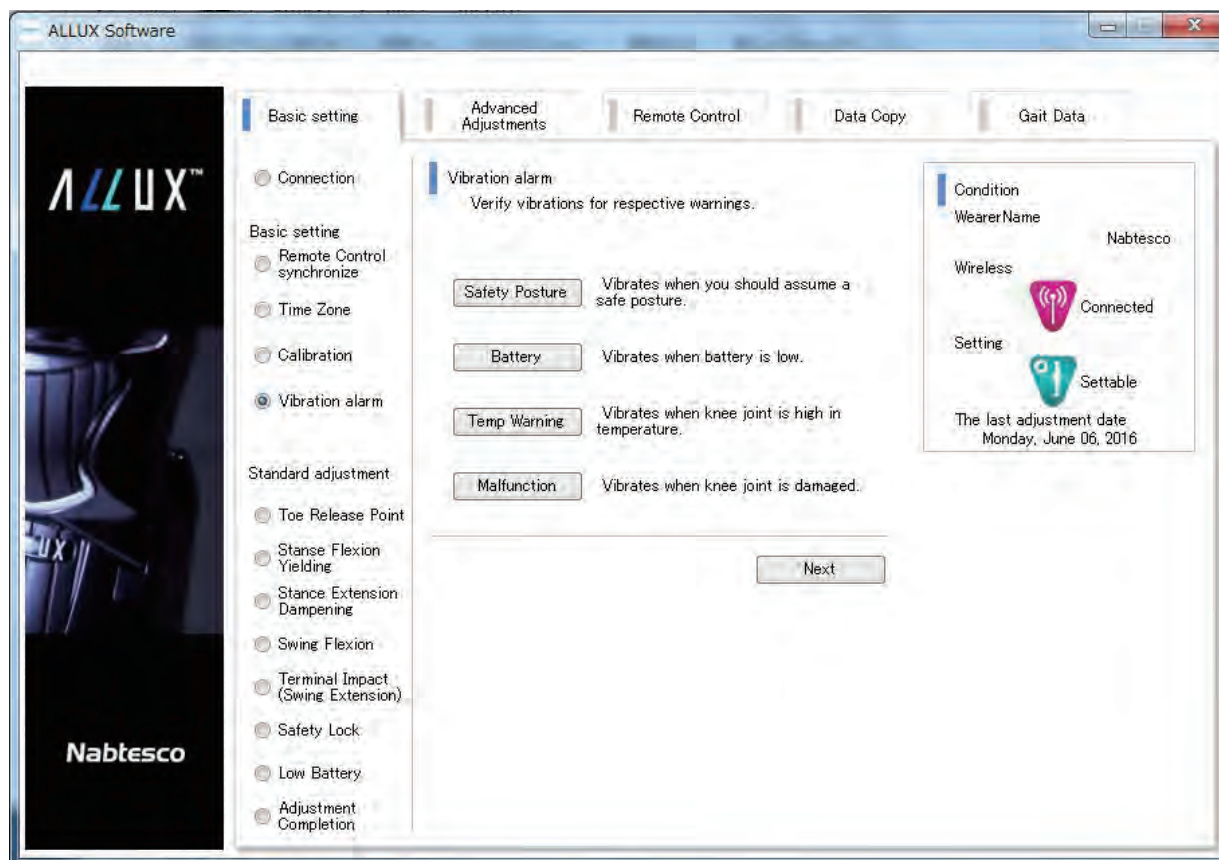 ALLUX Software
Basic setting
Advanced
Adjustments
Remote Control
Data Copy
Gait Data
ALLUX™
Nabtesco
UX
Connection
Basic setting
Remote Control
synchronize
Time Zone
Calibration
Vibration alarm
Standard adjustment
Toe Release Point
Stanse Flexion
Yielding
Stance Extension
Dampening
Swing Flexion
Terminal Impact
(Swing Extension)
Safety Lock
Low Battery
Adjustment
Completion
Vibration alarm
Verify vibrations for respective warnings.
Safety Posture
Vibrates when you should assume a
safe posture.
Battery
Vibrates when battery is low.
Temp Warning
Vibrates when knee joint is high in
temperature.
Malfunction
Vibrates when knee joint is damaged.
Next
Condition
WearerName
Nabtesco
Wireless
Connected
Setting
Settable
The last adjustment date
Monday, June 06, 2016